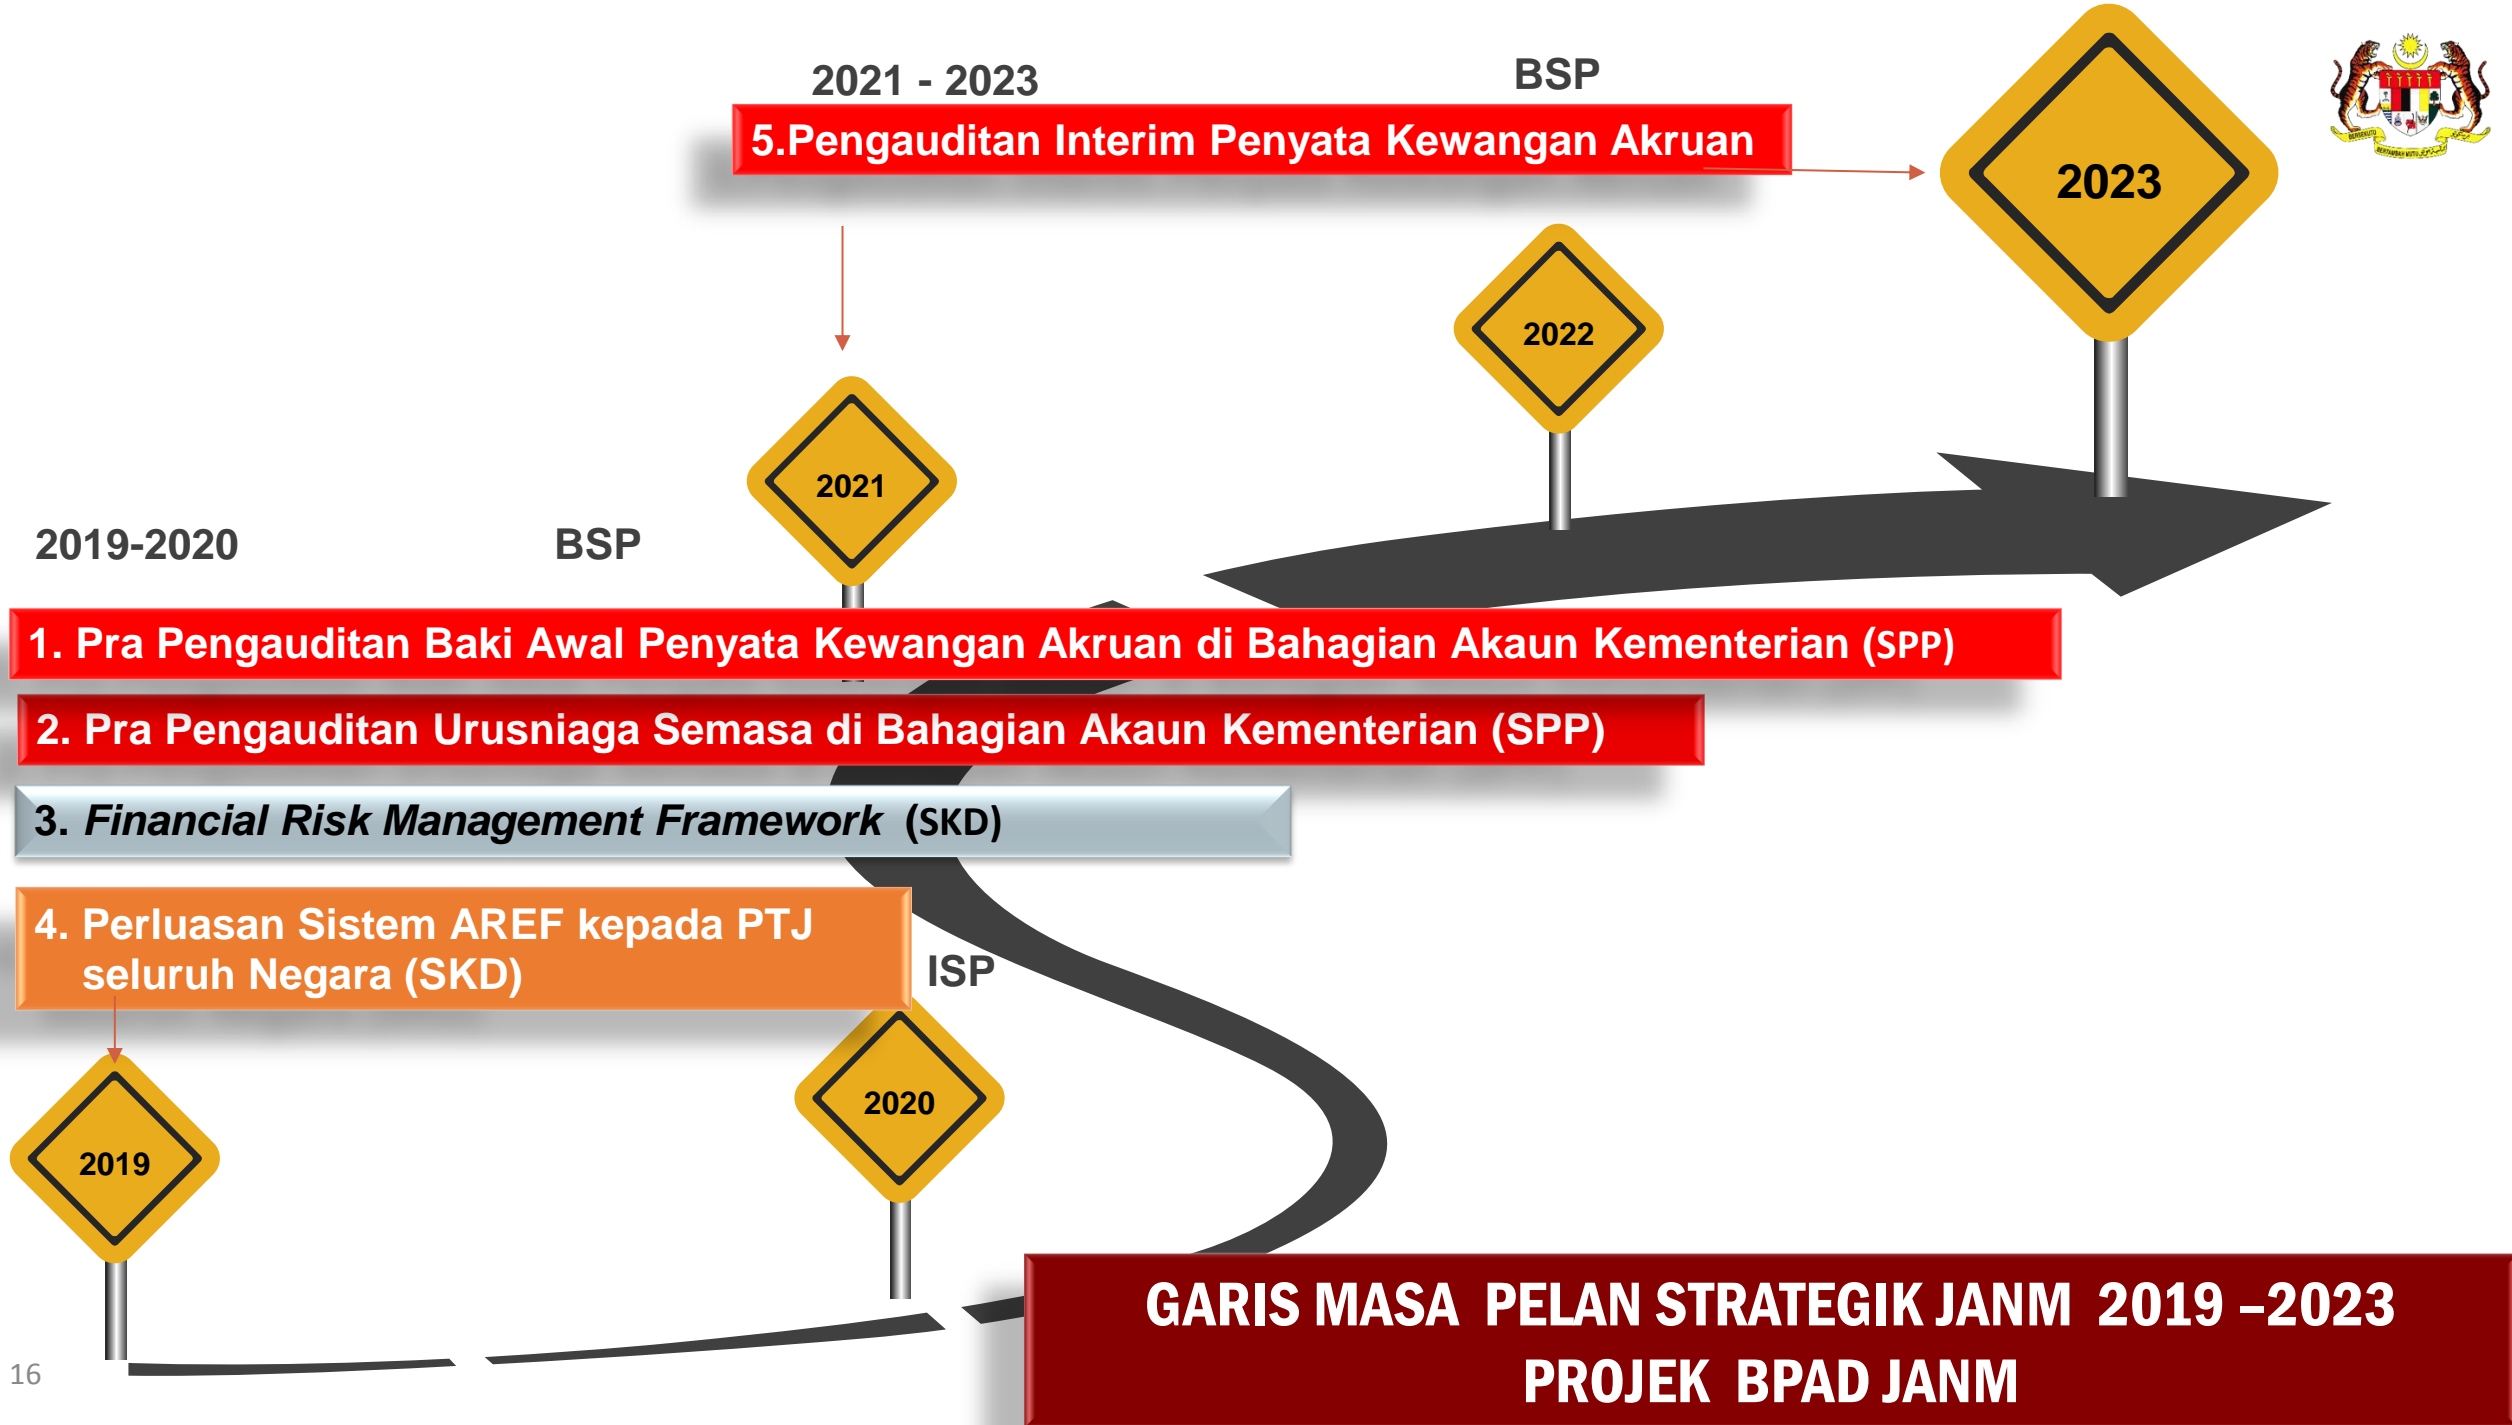 2021 - 2023
BSP
5.Pengauditan Interim Penyata Kewangan Akruan
2023
2022
2021
2019-2020
BSP
1. Pra Pengauditan Baki Awal Penyata Kewangan Akruan di Bahagian Akaun Kementerian (SPP)
2. Pra Pengauditan Urusniaga Semasa di Bahagian Akaun Kementerian (SPP)
3. Financial Risk Management Framework (SKD)
4. Perluasan Sistem AREF kepada PTJ
seluruh Negara (SKD)
ISP
2020
2019
GARIS MASA PELAN STRATEGIK JANM 2019 –2023
PROJEK BPAD JANM
16
BERSEKUTU
BERTAMBAH MUTU